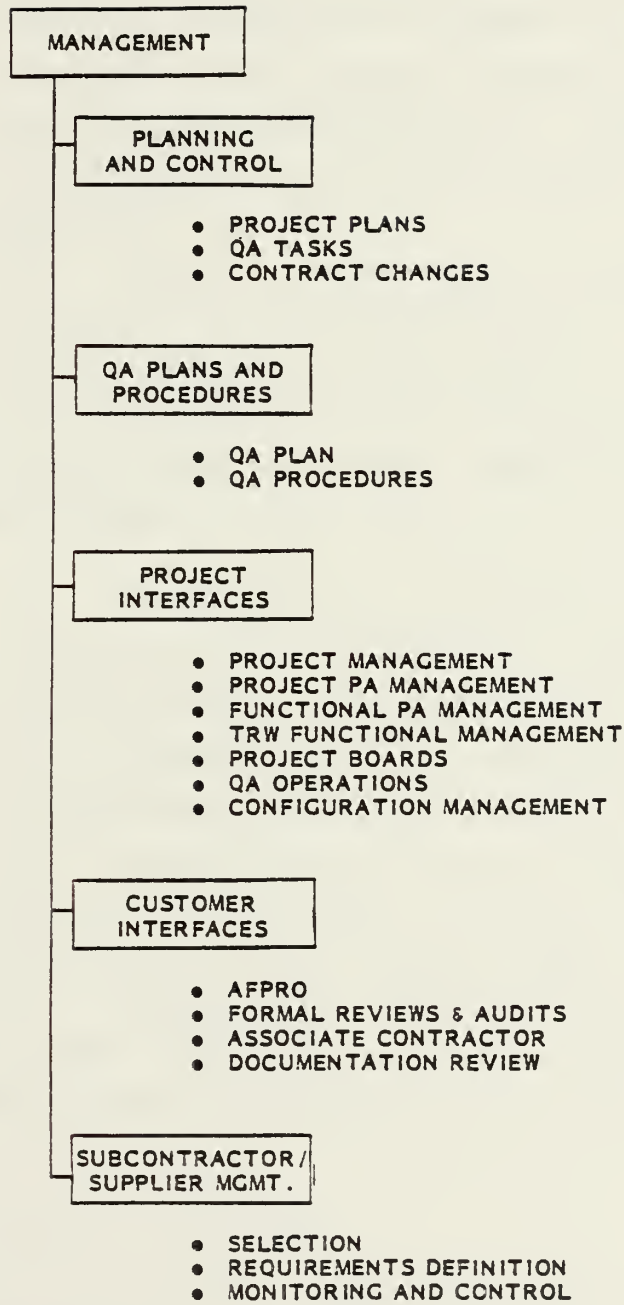 MANAGEMENT
PLANNING
AND CONTROL
● PROJECT PLANS
● QA TASKS
● CONTRACT CHANGES
QA PLANS AND
PROCEDURES
● QA PLAN
● QA PROCEDURES
PROJECT
INTERFACES
● PROJECT MANAGEMENT
● PROJECT PA MANAGEMENT
● FUNCTIONAL PA MANAGEMENT
● TRW FUNCTIONAL MANAGEMENT
● PROJECT BOARDS
● QA OPERATIONS
● CONFIGURATION MANAGEMENT
CUSTOMER
INTERFACES
● AFPRO
● FORMAL REVIEWS & AUDITS
● ASSOCIATE CONTRACTOR
● DOCUMENTATION REVIEW
SUBCONTRACTOR/
SUPPLIER MGMT.
● SELECTION
● REQUIREMENTS DEFINITION
● MONITORING AND CONTROL